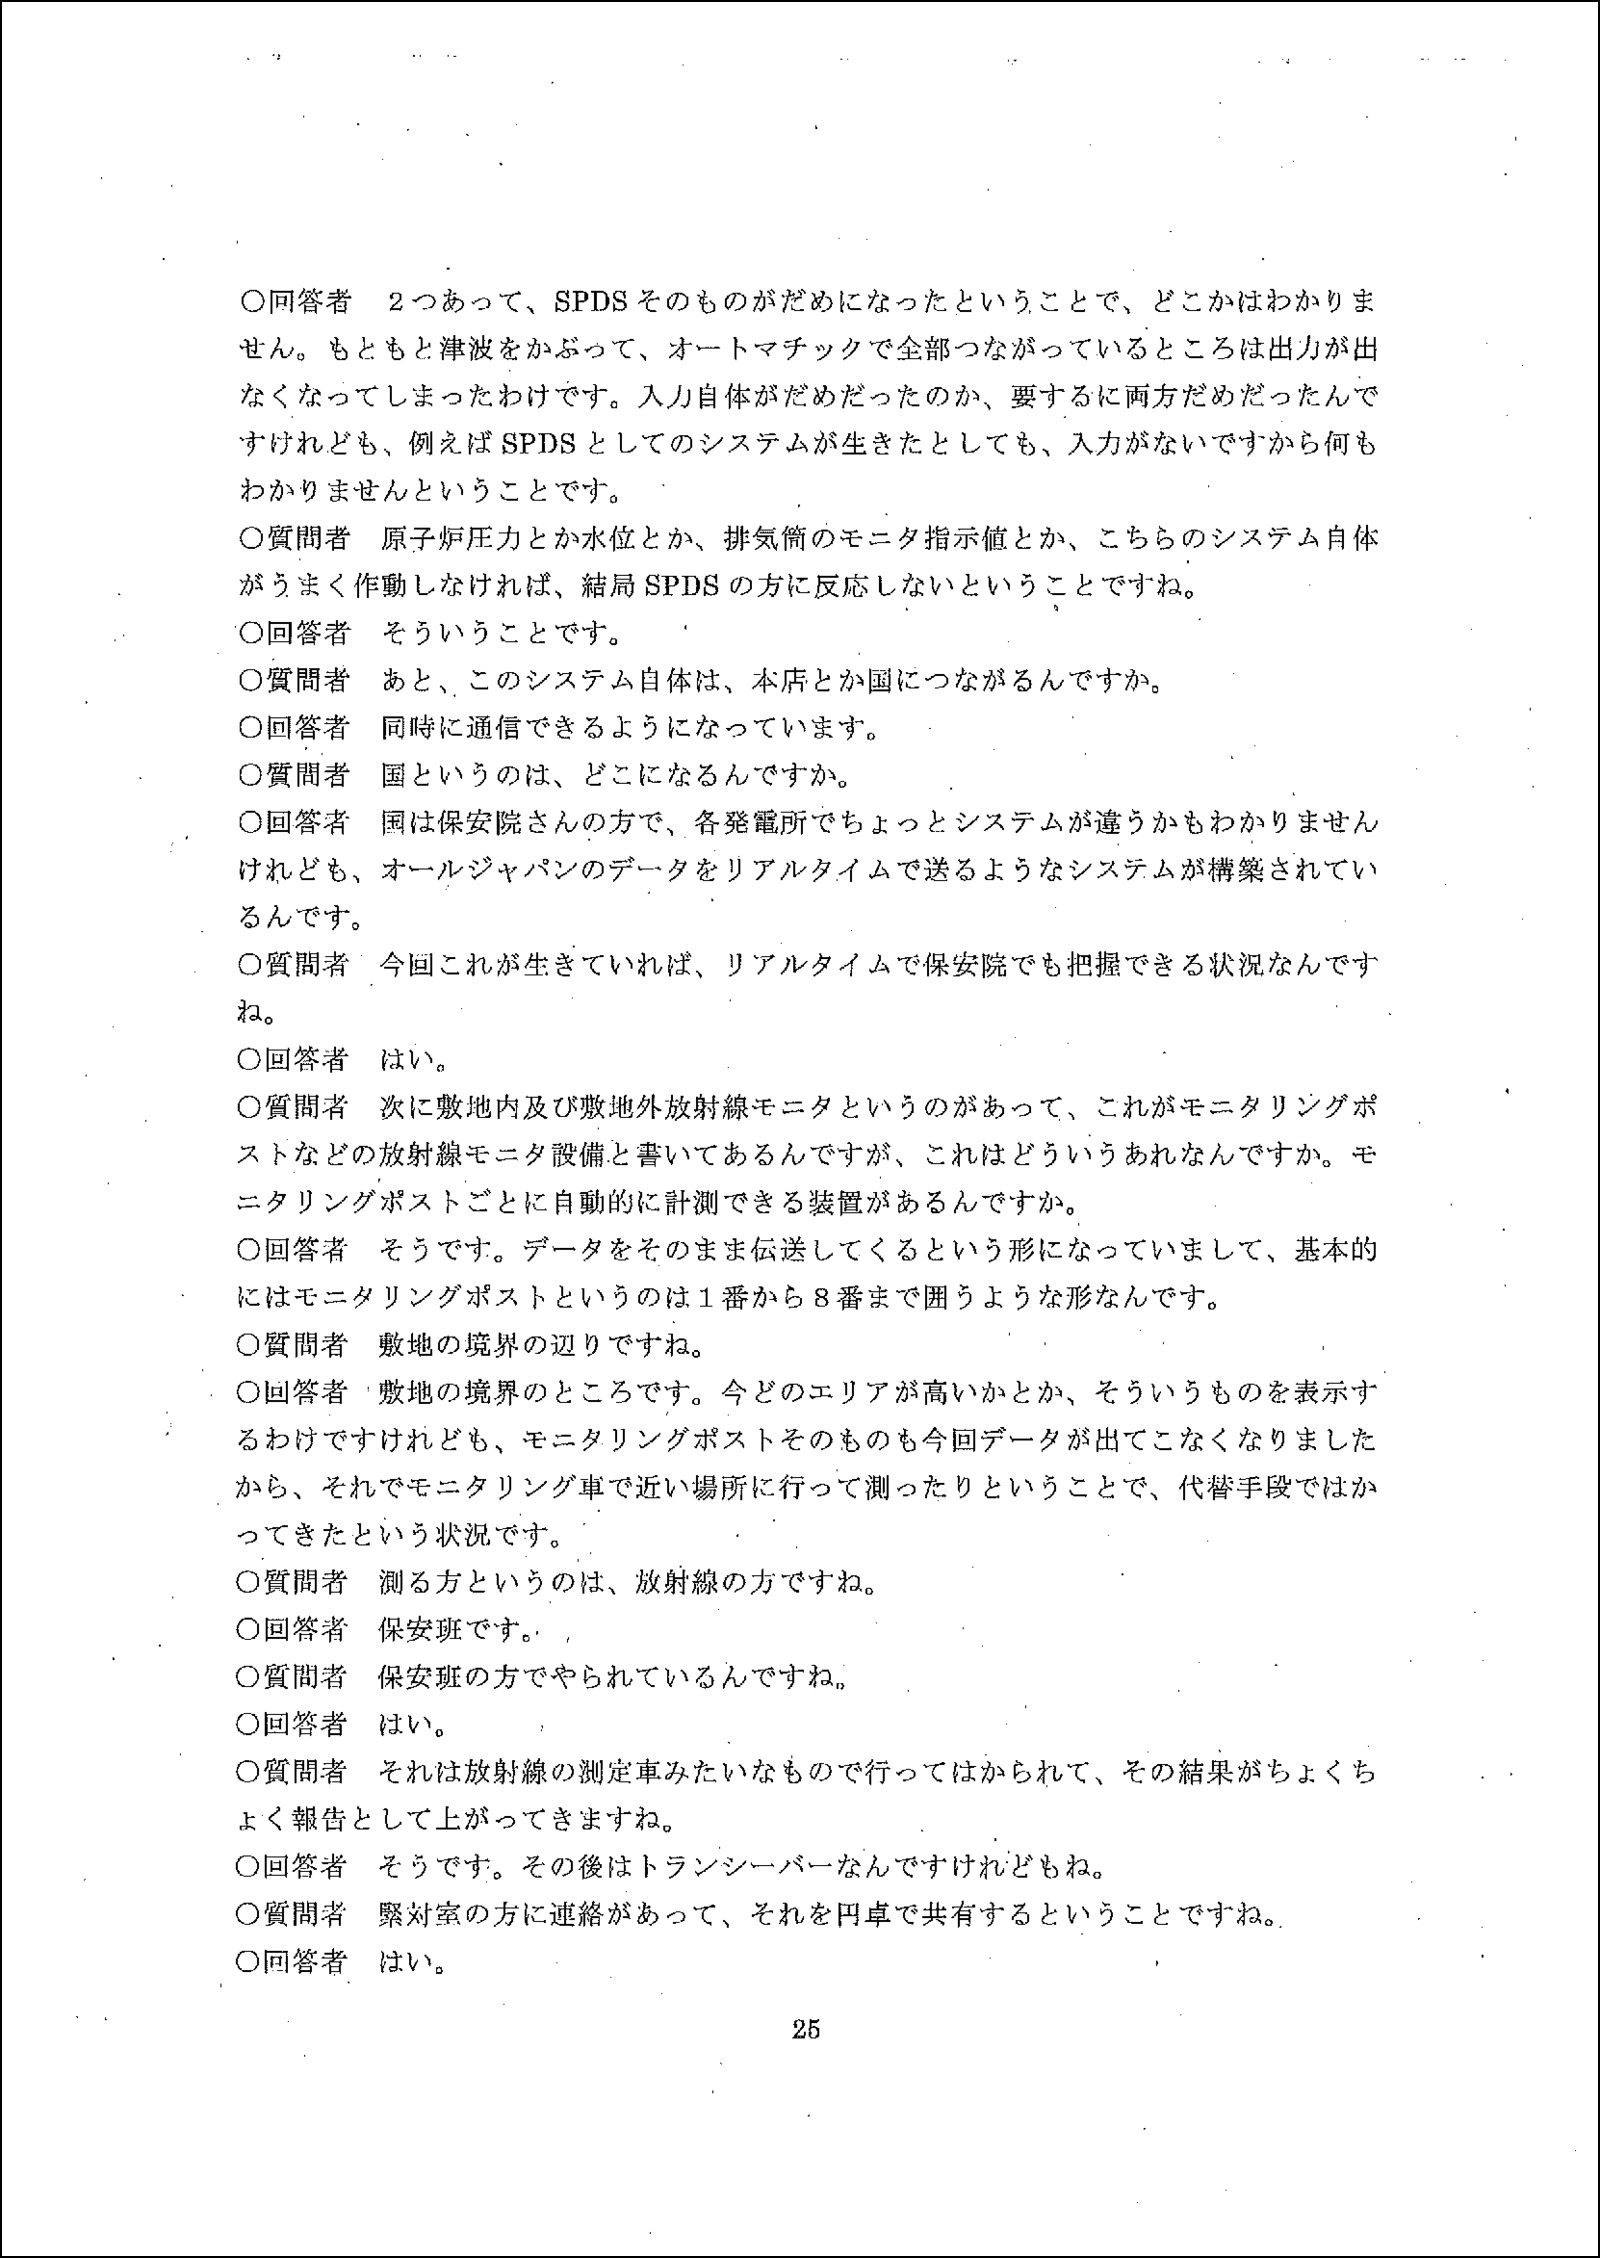 ○回答者　２つあって、SPDSそのものがだめになったということで、どこかはわかりま
せん。もともと津波をかぶって、オートマチックで全部つながっているところは出力が出
なくなってしまったわけです。入力自体がだめだったのか、要するに両方だめだったんで
すけれども、例えばSPDSとしてのシステムが生きたとしても、入力がないですから何も
わかりませんということです。
○質問者　原子炉圧力とか水位とか、排気筒のモニタ指示値とか、こちらのシステム自体
がうまく作動しなければ、結局SPDSの方に反応しないということですね。
○回答者　そういうことです。
○質問者　あと、このシステム自体は、本店とか国につながるんですか。
○回答者　同時に通信できるようになっています。
○質問者　国というのは、どこになるんですか。
○回答者　国は保安院さんの方で、各発電所でちょっとシステムが違うかもわかりません
けれども、オールジャパンのデータをリアルタイムで送るようなシステムが構築されてい
るんです。
○質問者　今回これが生きていれば、リアルタイムで保安院でも把握できる状況なんです
ね。
○回答者　はい。
○質問者　次に敷地内及び敷地外放射線モニタというのがあって、これがモニタリングポ
ストなどの放射線モニタ設備と書いてあるんですが、これはどういうあれなんですか。モ
ニタリングポストごとに自動的に計測できる装置があるんですか。
○回答者　そうです。データをそのまま伝送してくるという形になっていまして、基本的
にはモニタリングポストというのは１番から８番まで囲うような形なんです。
○質問者　敷地の境界の辺りですね。
○回答者　敷地の境界のところです。今どのエリアが高いかとか、そういうものを表示す
るわけですけれども、モニタリングポストそのものも今回データが出てこなくなりました
から、それでモニタリング車で近い場所に行って測ったりということで、代替手段ではか
ってきたという状況です。
○質問者　測る方というのは、放射線の方ですね。
○回答者　保安班です。
○質問者　保安班の方でやられているんですね。
○回答者　はい。
○質問者　それは放射線の測定車みたいなもので行ってはかられて、その結果がちょくち
ょく報告として上がってきますね。
○回答者　そうです。その後はトランシーバーなんですけれどもね。
○質問者　緊対室の方に連絡があって、それを円卓で共有するということですね。
○回答者　はい。
25